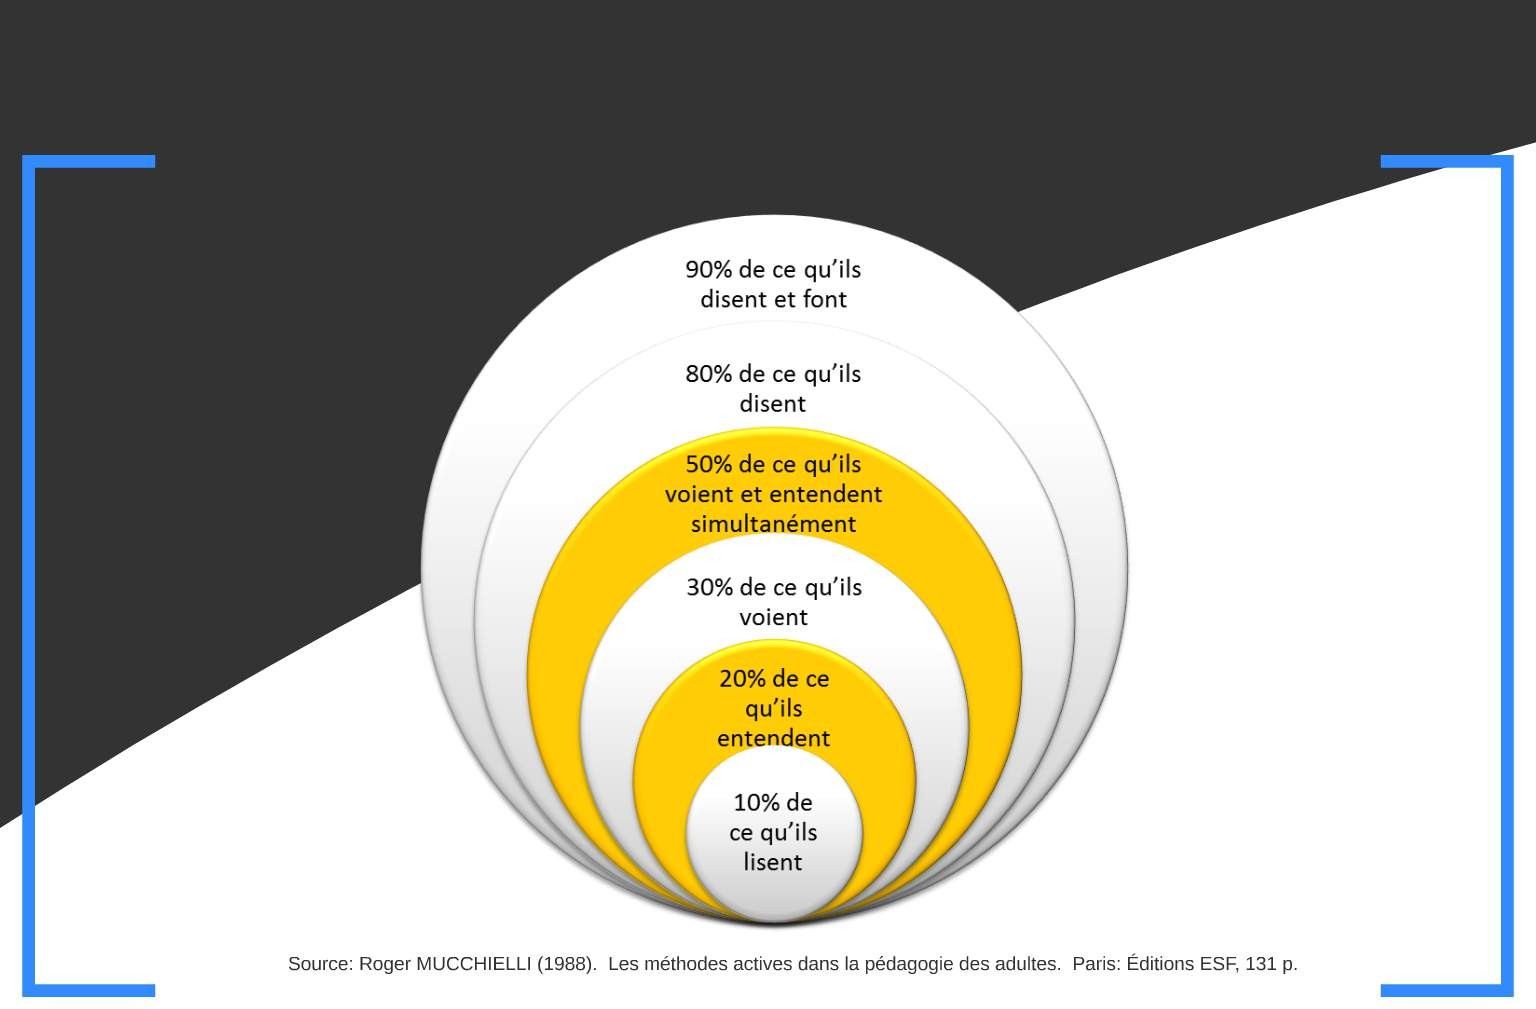 90% de ce qu’ils
disent et font
80% de ce qu’ils
disent
50% de ce qu’ils
voient et entendent
simultanément
30% de ce qu’ils
voient
20% de ce
qu’ils
entendent
10% de
ce qu’ils
lisent
Source: Roger MUCCHIELLI (1988).  Les méthodes actives dans la pédagogie des adultes.  Paris: Éditions ESF, 131 p.